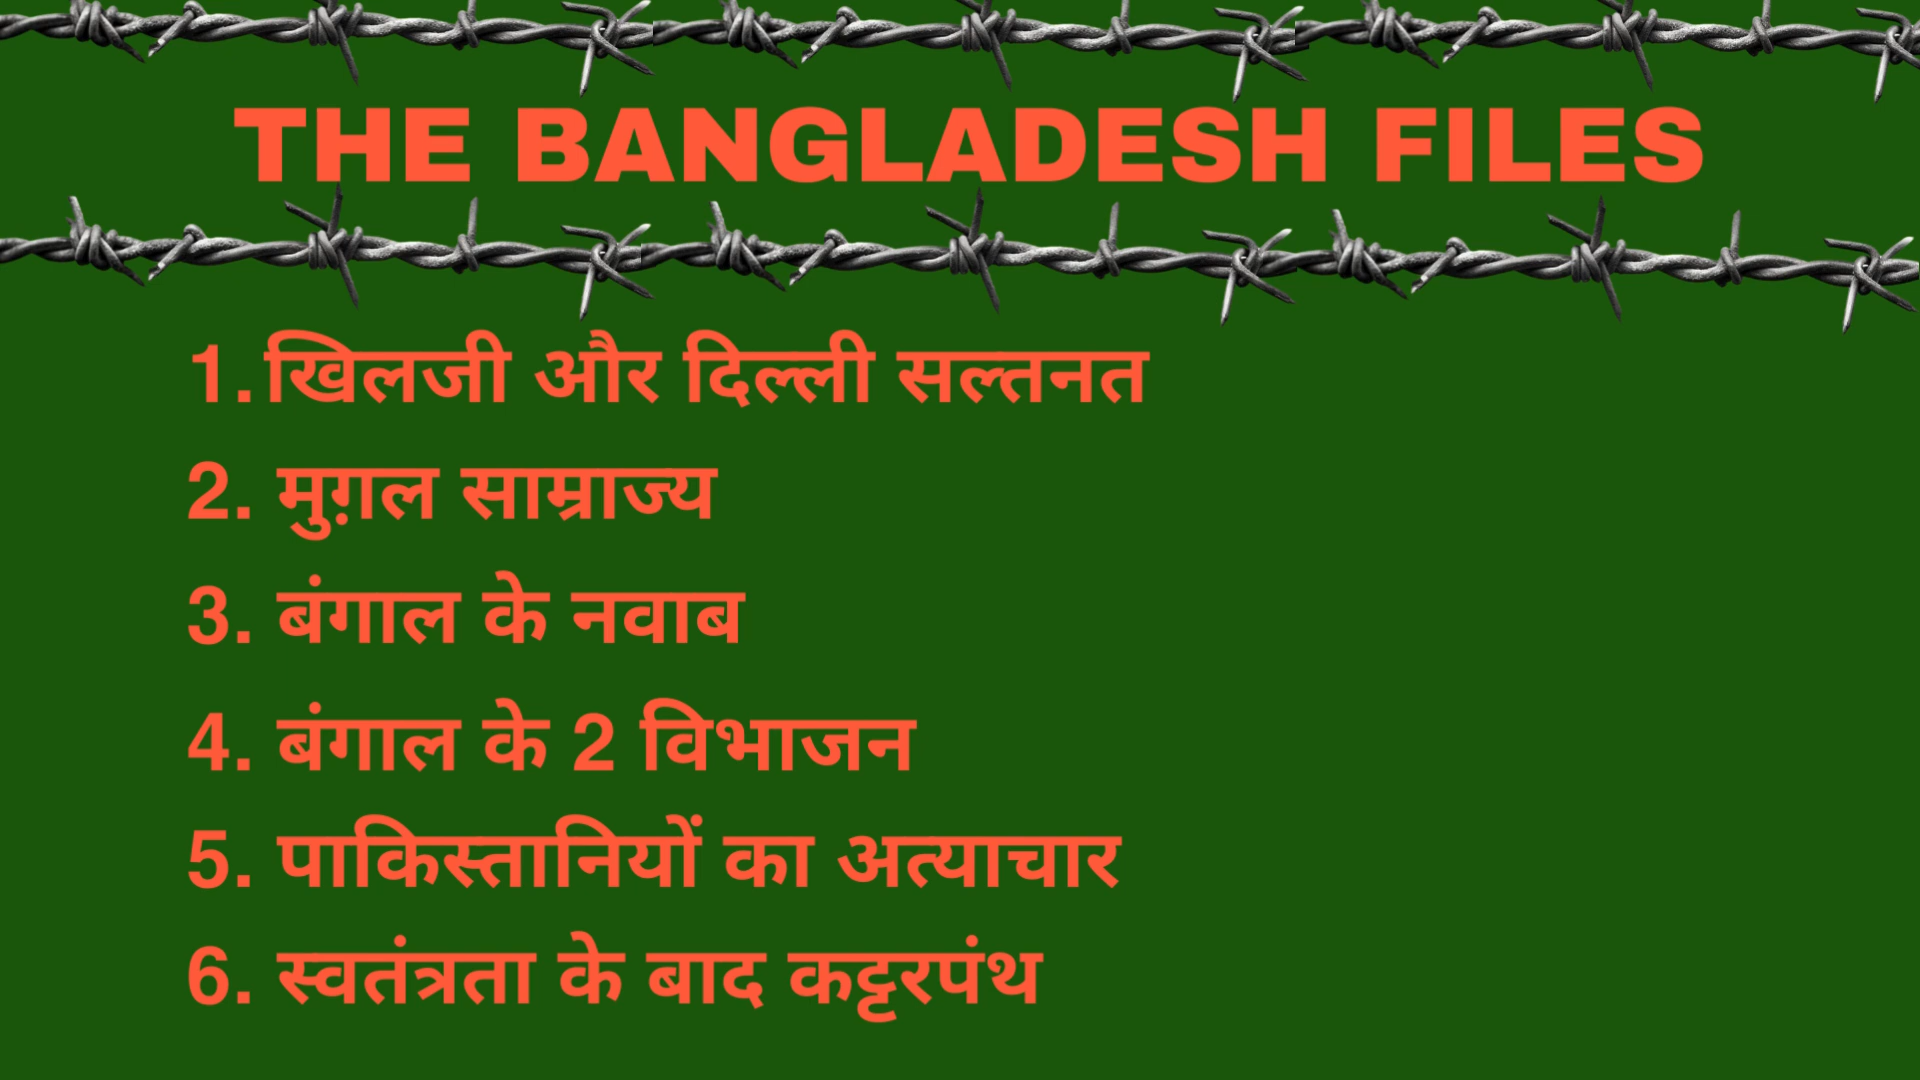 THE BANGLADESH FILES
1. खिलजी और दिल्ली सल्तनत
2. मुग़ल साम्राज्य
3. बंगाल के नवाब
4. बंगाल के 2 विभाजन
5. पाकिस्तानियों का अत्याचार
6. स्वतंत्रता के बाद कट्टरपंथ